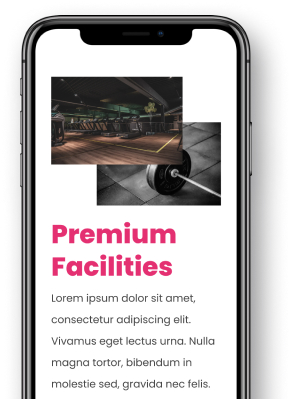 Premium
Facilities
Lorem ipsum dolor sit amet,
consectetur adipiscing elit.
Vivamus eget lectus urna. Nulla
magna tortor, bibendum in
molestie sed, gravida nec felis.